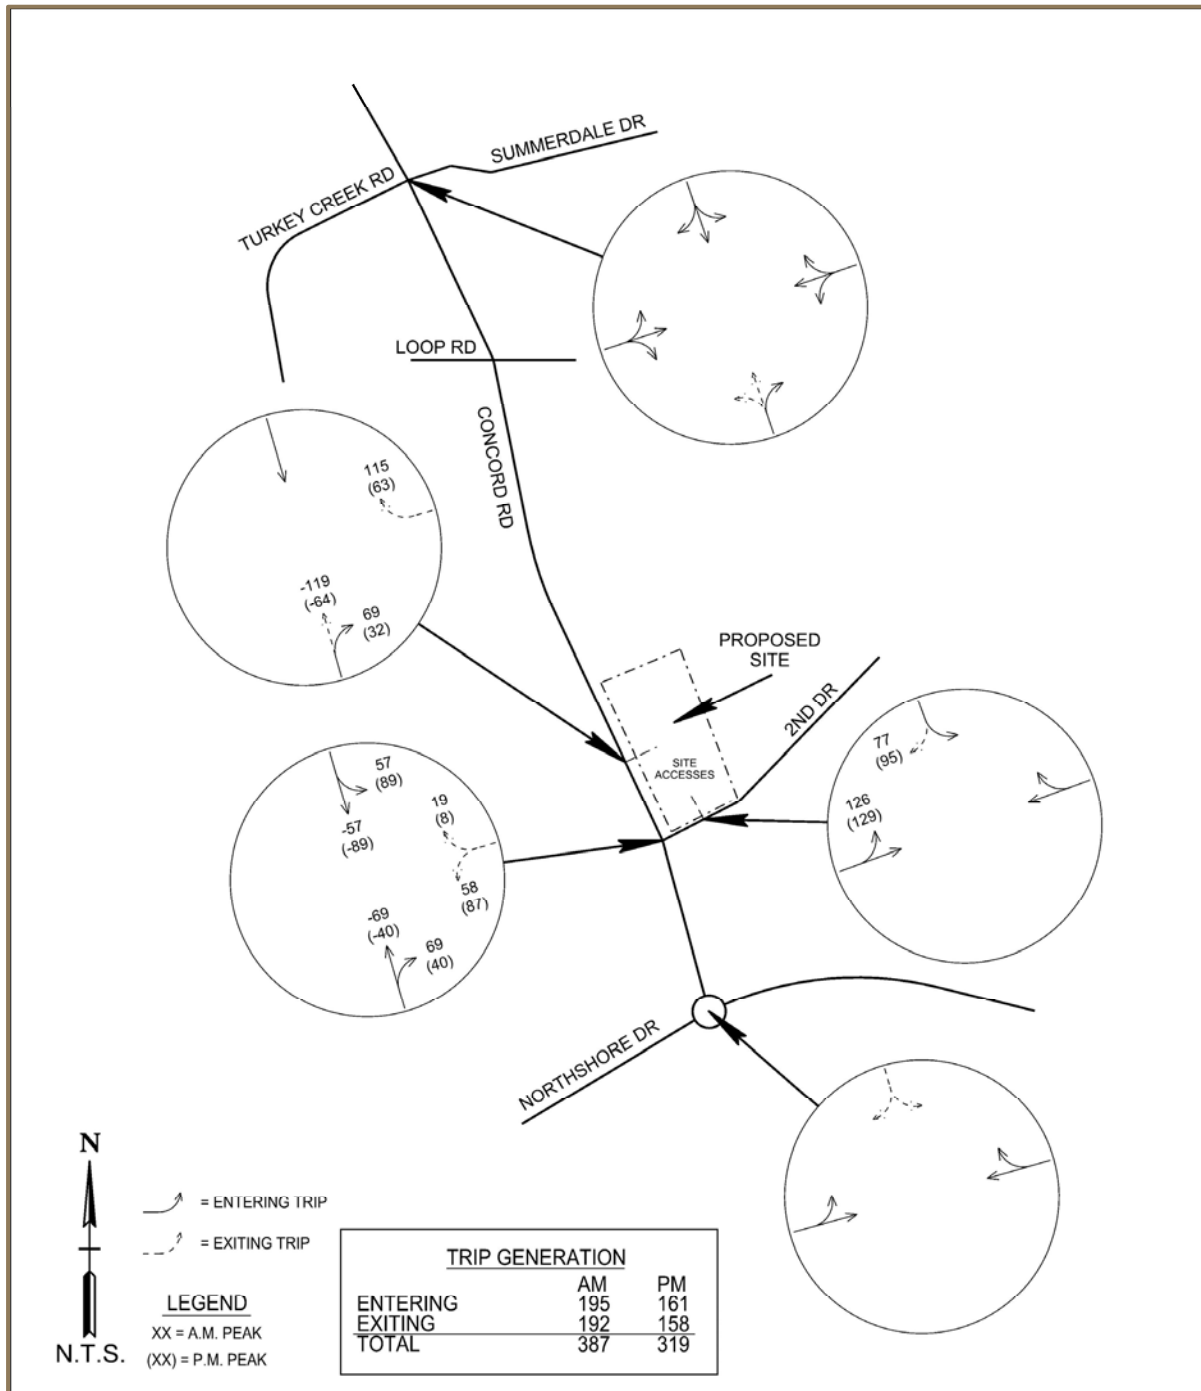 SUMMERDALE DR
TURKEY CREEK RD
LOOP RD
CONCORD RD
115
(63)
-119
(-64)
69
(32)
PROPOSED
SITE
2ND DR
SITE
ACCESSES
77
(95)
126
(129)
57
(89)
-57
(-89)
19
(8)
58
(87)
-69
(-40)
69
(40)
NORTHSHORE DR
N
N.T.S.
= ENTERING TRIP
= EXITING TRIP
LEGEND
XX = A.M. PEAK
(XX) = P.M. PEAK
TRIP GENERATION
AM PM
ENTERING 195 161
EXITING 192 158
TOTAL 387 319